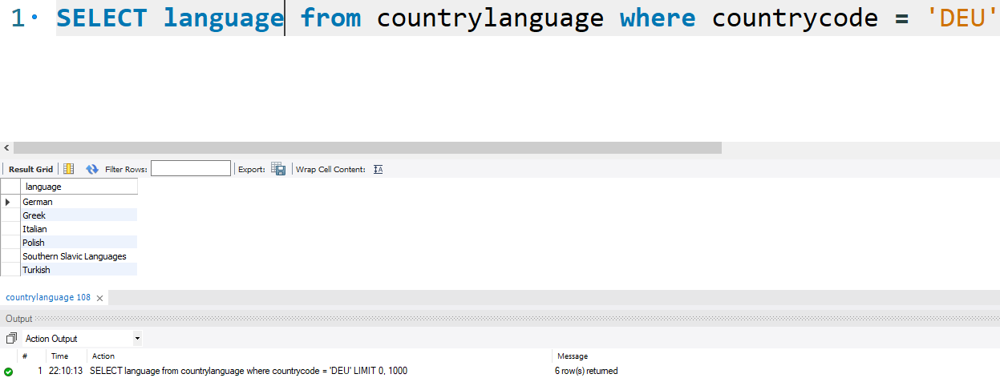 1 SELECT language from countrylanguage where countrycode = 'DEU'
Result Grid Filter Rows: Export: Wrap Cell Content:
language
German
Greek
Italian
Polish
Southern Slavic Languages
Turkish
countrylanguage 108
Output
Action Output
# Time Action Message
1 22:10:13 SELECT language from countrylanguage where countrycode = 'DEU' LIMIT 0, 1000 6 row(s) returned